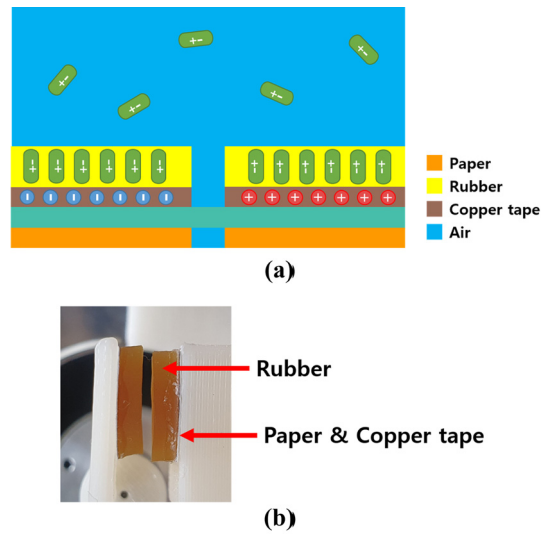 Paper
Rubber
Copper tape
Air
(a)
Rubber
Paper & Copper tape
(b)